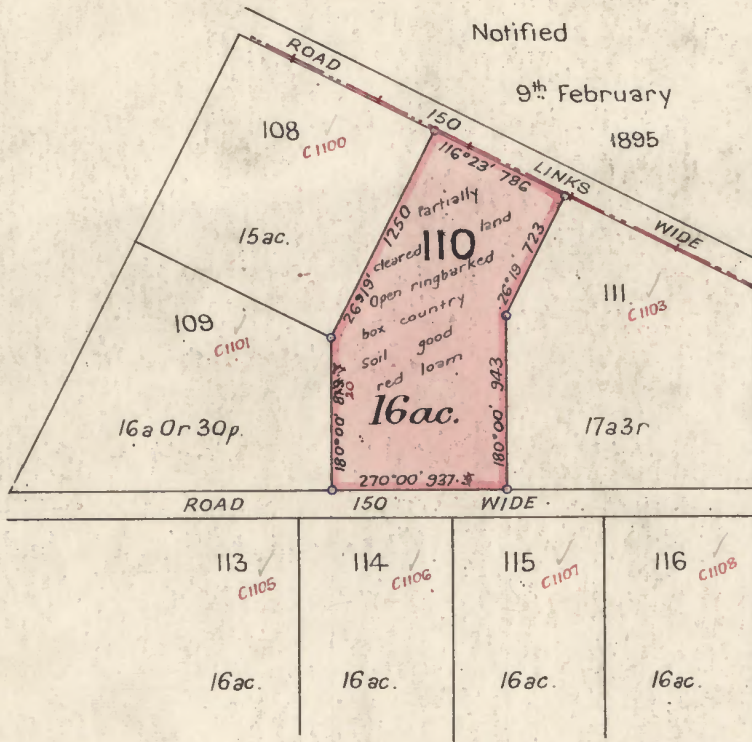 Notified
9th February
1895
ROAD 150 LINKS WIDE
108
C1100
15ac.
109
C1101
16a 0r 30p.
116°23' 786
26°19' 1250
26°19' 723
180°00'
20
180°00' 943
270°00' 937
Partially
cleared land
110
Open ringbarked
box country
soil good
red loam
16ac.
111
C1103
17a3r
ROAD 150 WIDE
113
C1105
16ac.
114
C1106
16ac.
115
C1107
16ac.
116
C1108
16ac.